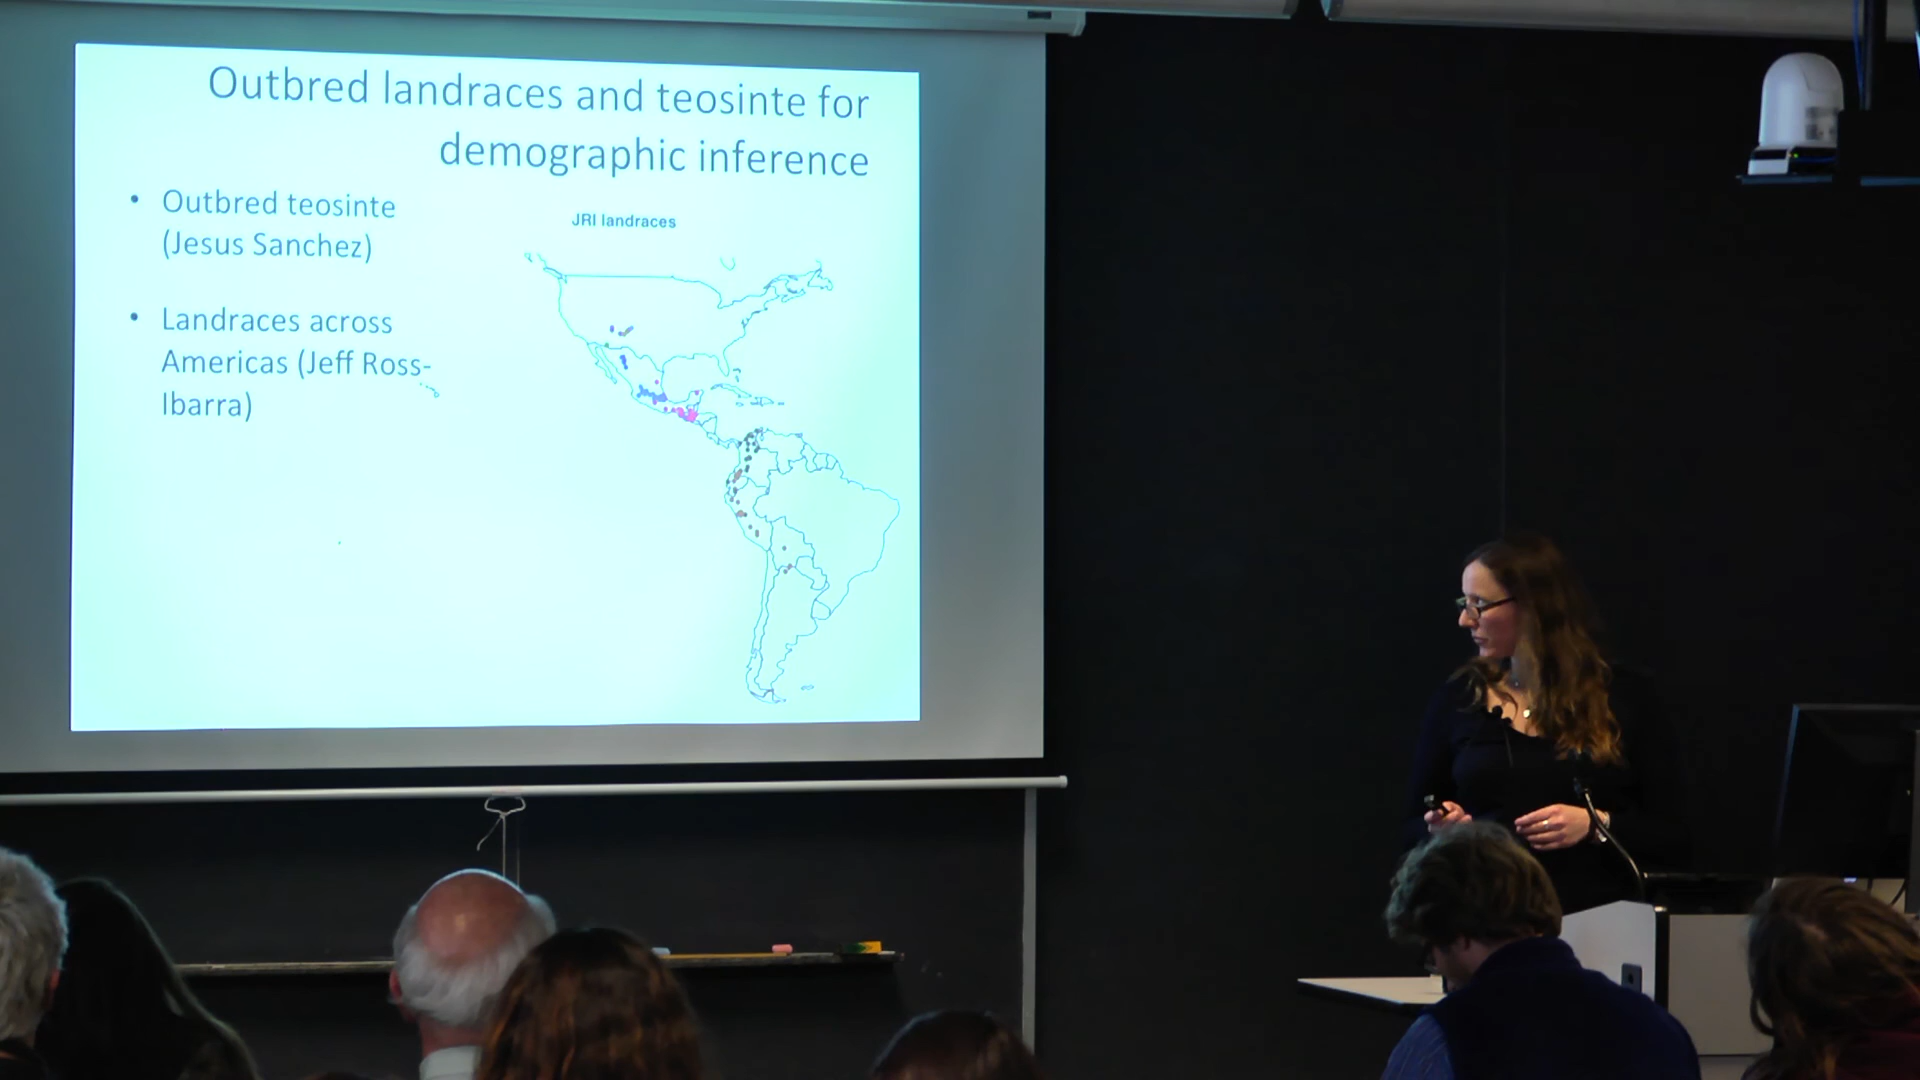 Outbred landraces and teosinte for
demographic inference
• Outbred teosinte
(Jesus Sanchez)
• Landraces across
Americas (Jeff Ross-
Ibarra)
JRI landraces